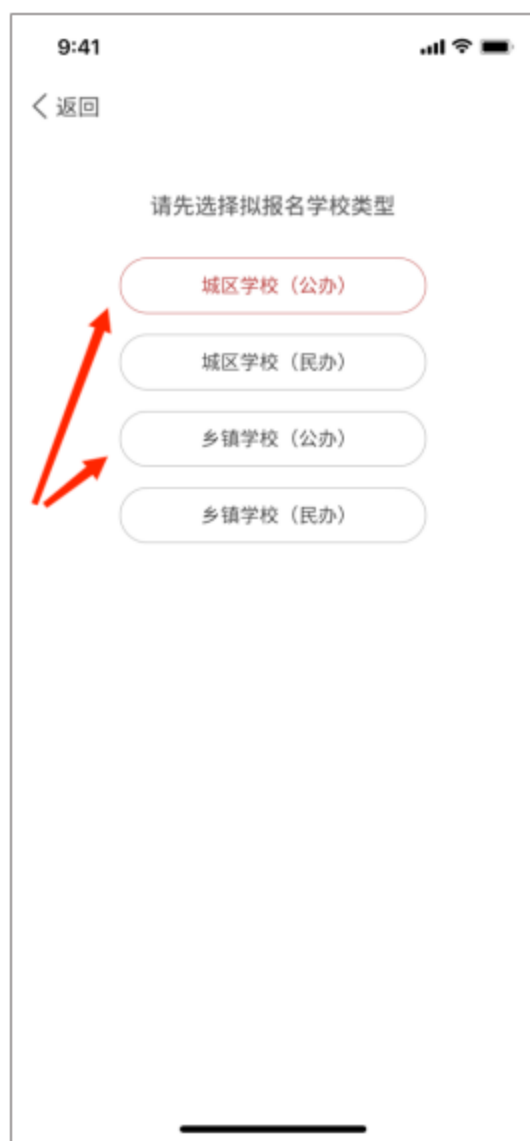 9:41
返回
请先选择拟报名学校类型
城区学校（公办）
城区学校（民办）
乡镇学校（公办）
乡镇学校（民办）